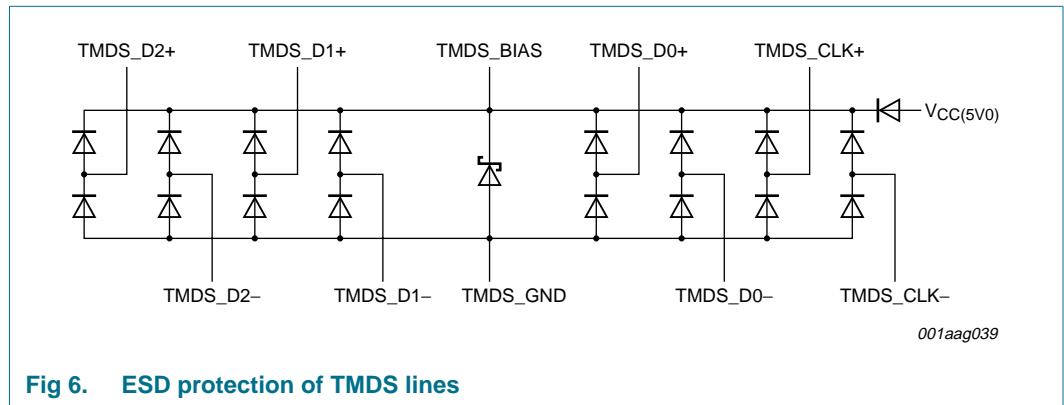 TMDS_D2+ TMDS_D1+ TMDS_BIAS TMDS_D0+ TMDS_CLK+
VCC(5V0)
TMDS_D2− TMDS_D1− TMDS_GND TMDS_D0− TMDS_CLK−
001aag039
Fig 6. ESD protection of TMDS lines